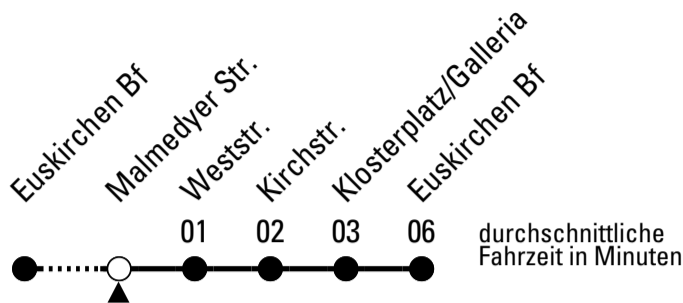 Euskirchen Bf
Malmedyer Str.
Weststr.
Kirchstr.
Klosterplatz/Galleria
Euskirchen Bf
01 02 03 06
durchschnittliche
Fahrzeit in Minuten